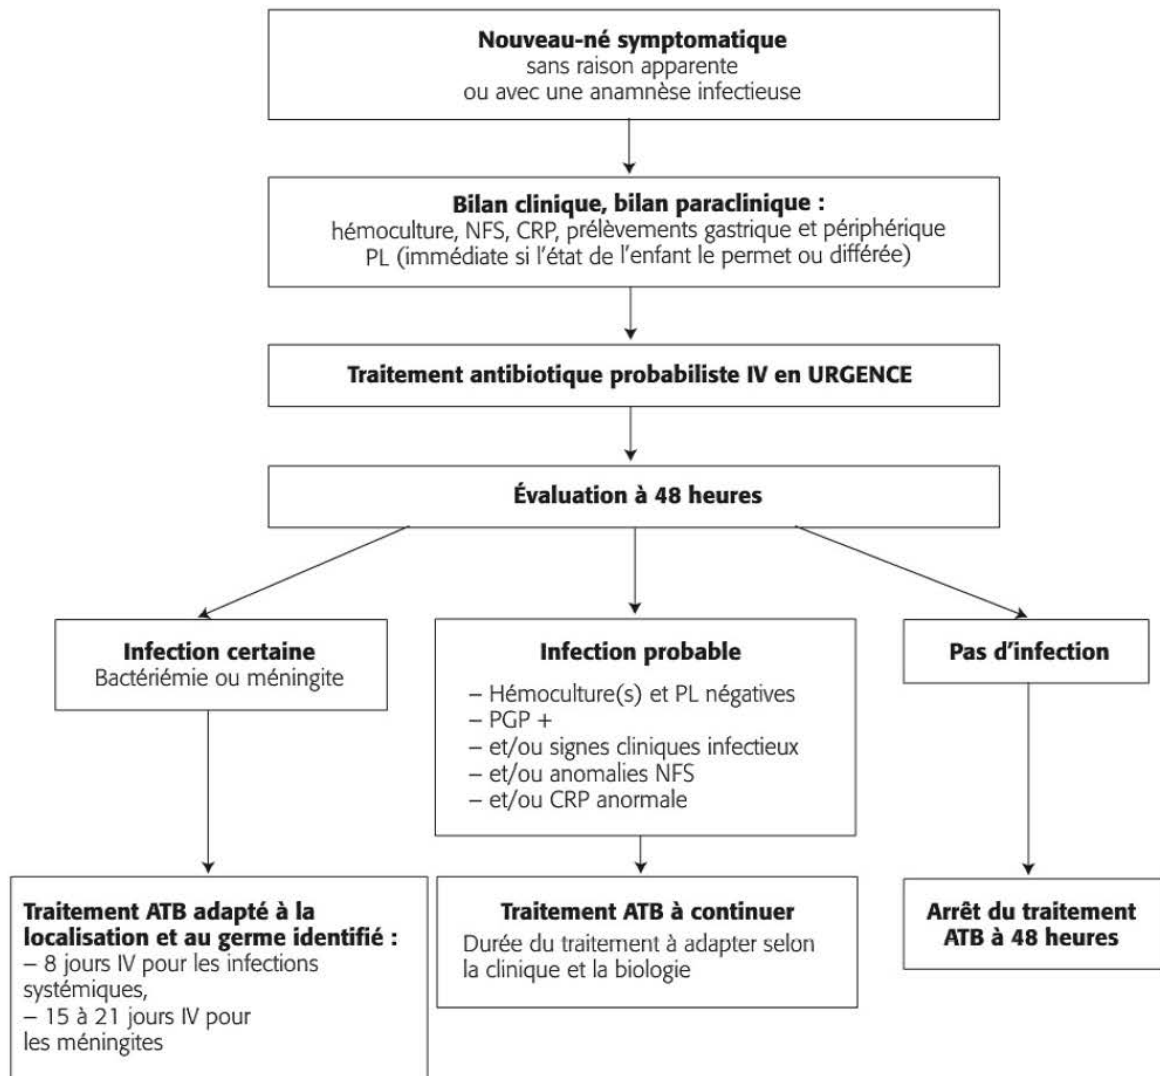 Nouveau-né symptomatique
sans raison apparente
ou avec une anamnèse infectieuse
Bilan clinique, bilan paraclinique :
hémoculture, NFS, CRP, prélèvements gastrique et périphérique
PL (immédiate si l'état de l'enfant le permet ou différée)
Traitement antibiotique probabiliste IV en URGENCE
Évaluation à 48 heures
Infection certaine
Bactériémie ou méningite
Infection probable
– Hémoculture(s) et PL négatives
– PGP +
– et/ou signes cliniques infectieux
– et/ou anomalies NFS
– et/ou CRP anormale
Pas d'infection
Traitement ATB adapté à la
localisation et au germe identifié :
– 8 jours IV pour les infections
systémiques,
– 15 à 21 jours IV pour
les méningites
Traitement ATB à continuer
Durée du traitement à adapter selon
la clinique et la biologie
Arrêt du traitement
ATB à 48 heures